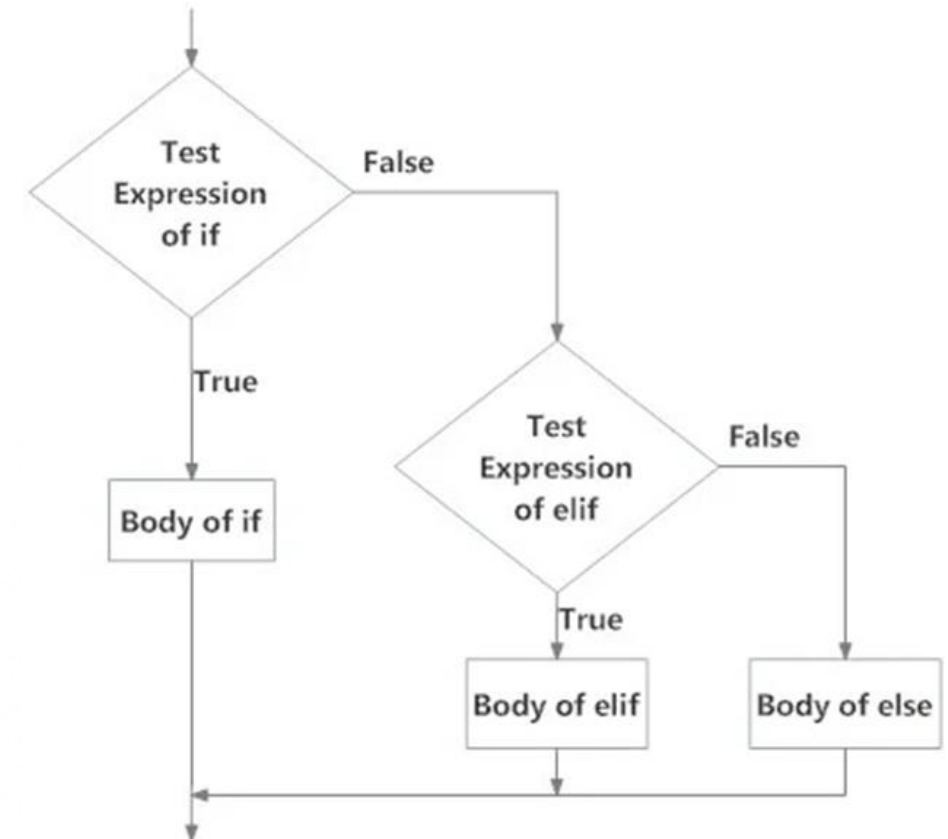 Test
Expression
of if
False
True
Body of if
Test
Expression
of elif
False
True
Body of elif
Body of else